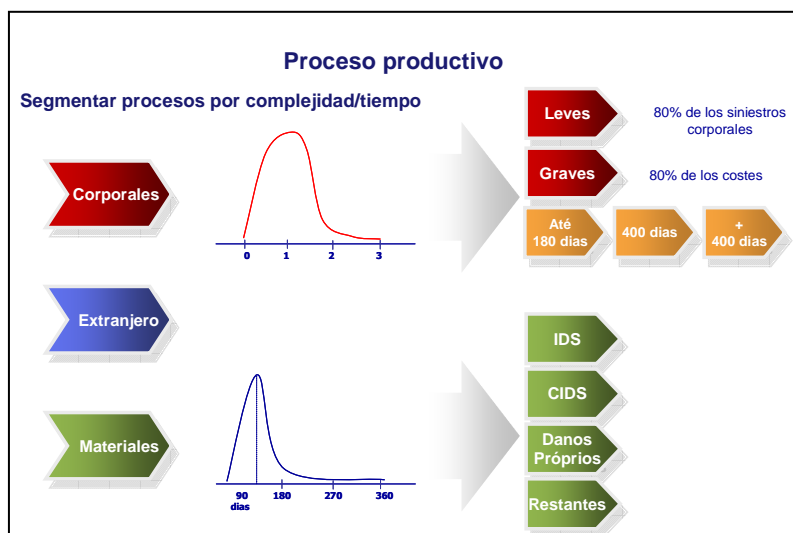 Proceso productivo
Segmentar procesos por complejidad/tiempo
Corporales
0 1 2 3
Leves
80% de los siniestros
corporales
Graves
80% de los costes
Até
180 dias
400 dias
+
400 dias
Extranjero
Materiales
90 180 270 360
dias
IDS
CIDS
Danos
Próprios
Restantes